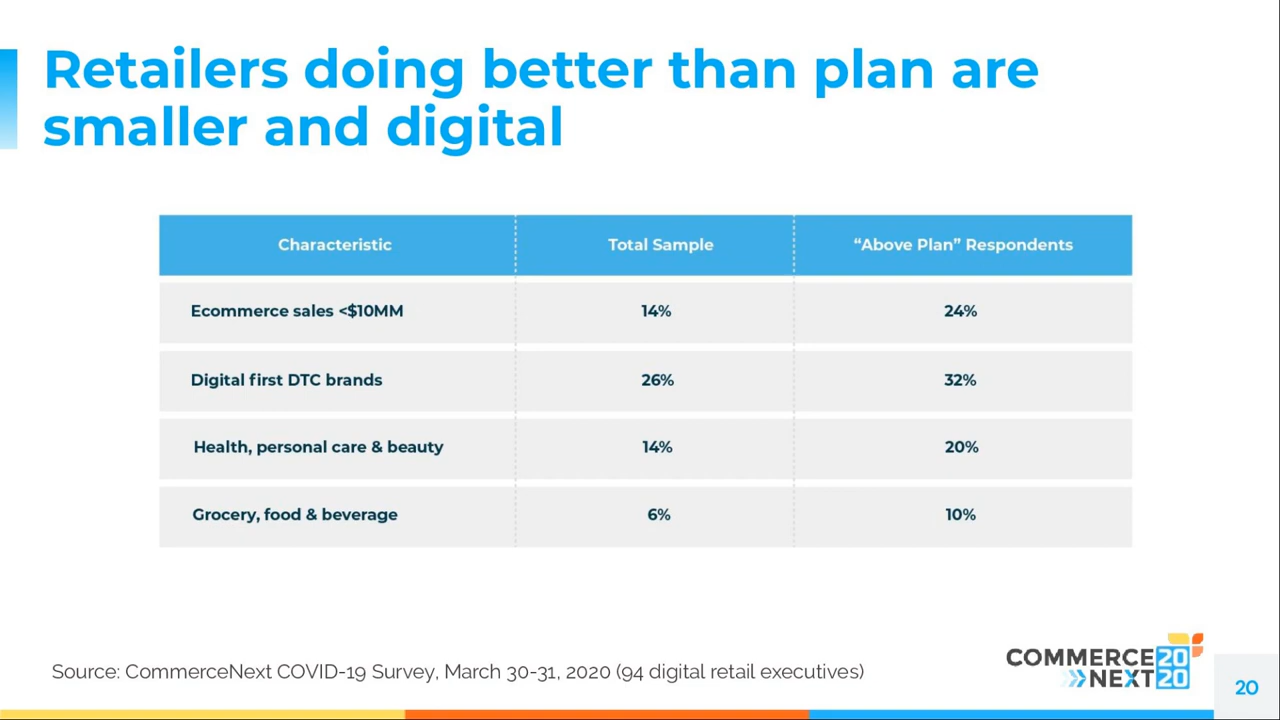 Retailers doing better than plan are
smaller and digital
Characteristic Total Sample “Above Plan” Respondents
Ecommerce sales <$10MM 14% 24%
Digital first DTC brands 26% 32%
Health, personal care & beauty 14% 20%
Grocery, food & beverage 6% 10%
Source: CommerceNext COVID-19 Survey, March 30-31, 2020 (94 digital retail executives)
COMMERCE 20
NEXT 20
20